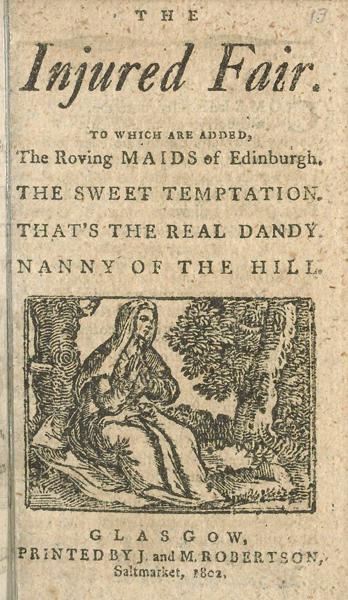 THE
13
Injured Fair.
TO WHICH ARE ADDED,
The Roving MAIDS of Edinburgh.
THE SWEET TEMPTATION.
THAT'S THE REAL DANDY.
NANNY OF THE HILL.
GLASGOW,
PRINTED BY J. and M. ROBERTSON,
Saltmarket, 1802.